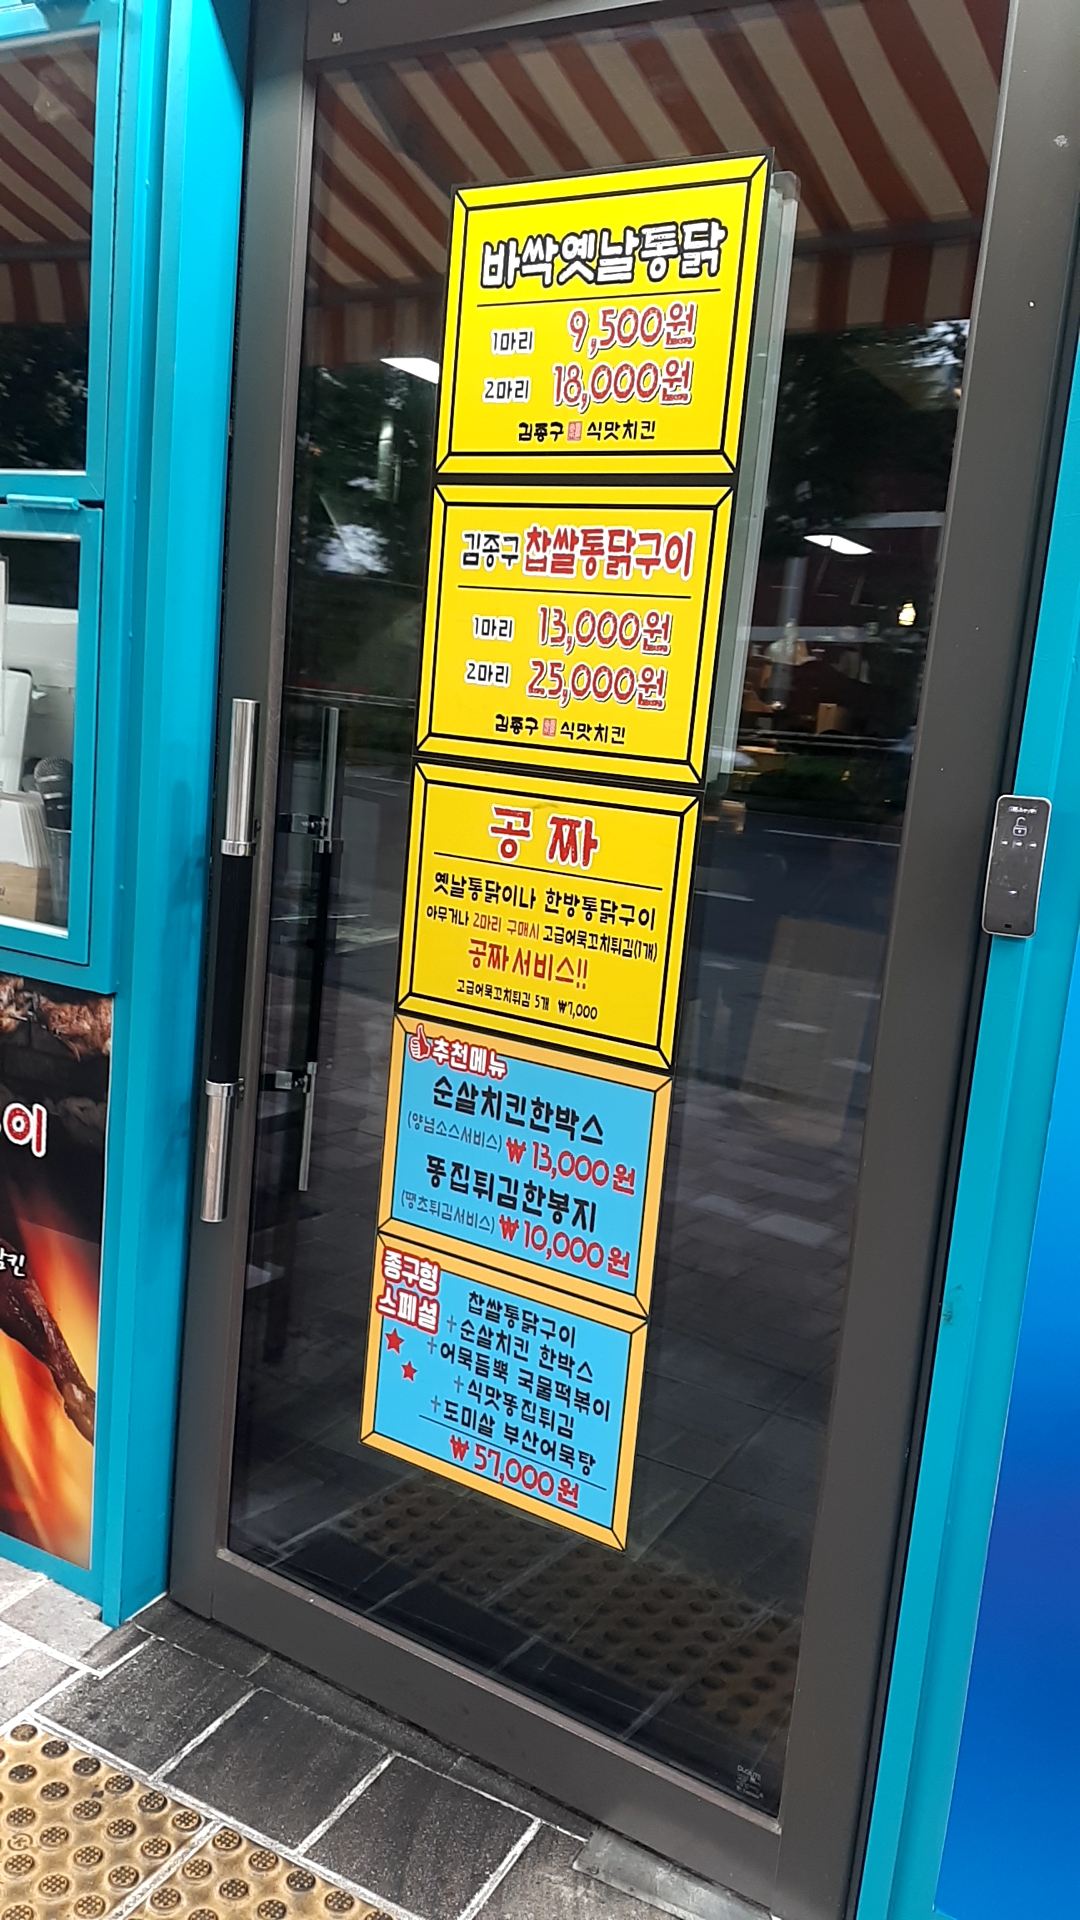 바싹옛날통닭
1마리 9,500원
2마리 18,000원
김종구 식맛치킨
김종구 찹쌀통닭구이
1마리 13,000원
2마리 25,000원
김종구 식맛치킨
공짜
옛날통닭이나 한방통닭구이
아무거나 2마리 구매시 고급어묵꼬치튀김(1개)
공짜서비스!!
고급어묵꼬치튀김 5개 ₩7,000
추천메뉴
순살치킨한박스
(양념소스서비스) ₩13,000원
똥집튀김한봉지
(땡초튀김서비스) ₩10,000원
종구형
스페셜
찹쌀통닭구이
+순살치킨 한박스
+어묵듬뿍 국물떡볶이
+식맛똥집튀김
+도미살 부산어묵탕
₩57,000원
이